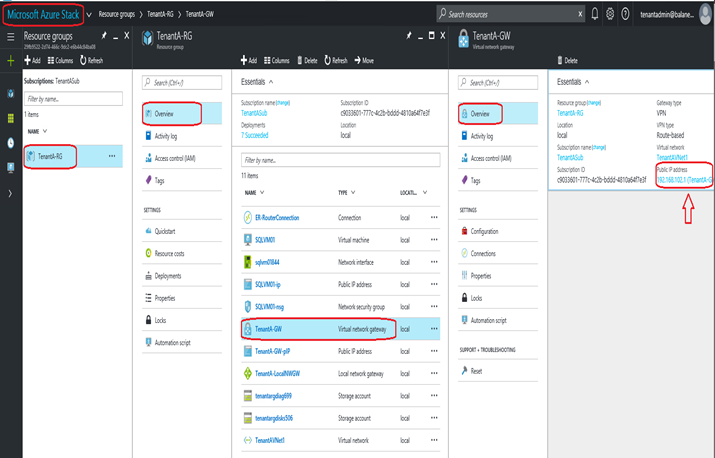 Microsoft Azure Stack
Resource groups > TenantA-RG > TenantA-GW
Search resources
tenantadmin@balane...
Resource groups
Add
Columns
Refresh
Subscriptions: TenantASub
Filter by name...
1 items
NAME
TenantA-RG
TenantA-RG
Resource group
Search (Ctrl+/)
Overview
Activity log
Access control (IAM)
Tags
SETTINGS
Quickstart
Resource costs
Deployments
Properties
Locks
Automation script
Add
Columns
Delete
Refresh
Move
Essentials
Subscription name (change)
TenantASub
Deployments
7 Succeeded
Subscription ID
c9033601-777c-4c2b-bddd-4810a64f7e3f
Location
local
Filter by name...
11 items
NAME TYPE LOCATI...
ER-RouterConnection Connection local
SQLVM01 Virtual machine local
sqlvm01844 Network interface local
SQLVM01-ip Public IP address local
SQLVM01-nsg Network security group local
TenantA-GW Virtual network gateway local
TenantA-GW-pIP Public IP address local
TenantA-LocalNWGW Local network gateway local
tenantargdiag699 Storage account local
tenantargdisks506 Storage account local
TenantAVNet1 Virtual network local
TenantA-GW
Virtual network gateway
Search (Ctrl+/)
Overview
Activity log
Access control (IAM)
Tags
SETTINGS
Configuration
Connections
Properties
Locks
Automation script
SUPPORT + TROUBLESHOOTING
Reset
Delete
Essentials
Resource group (change)
TenantA-RG
Location
local
Subscription name (change)
TenantASub
Subscription ID
c9033601-777c-4c2b-bddd-4810a64f7e3f
Gateway type
VPN
VPN type
Route-based
Virtual network
TenantAVNet1
Public IP address
192.168.102.1 (TenantA-G